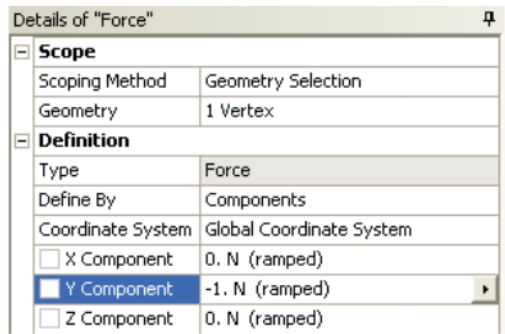 Details of "Force"
Scope
Scoping Method Geometry Selection
Geometry 1 Vertex
Definition
Type Force
Define By Components
Coordinate System Global Coordinate System
X Component 0. N (ramped)
Y Component -1. N (ramped)
Z Component 0. N (ramped)